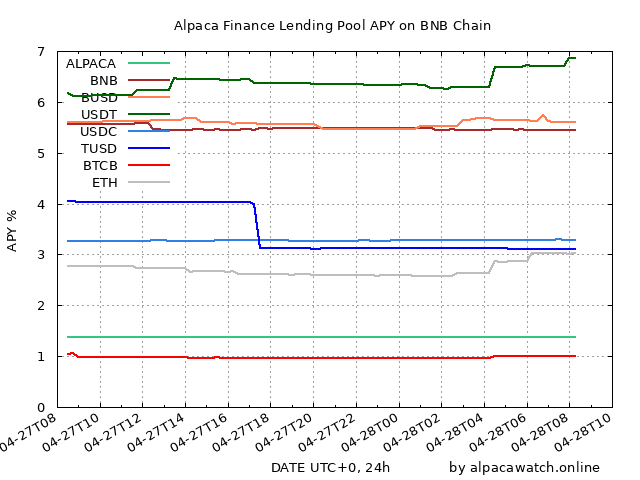 Alpaca Finance Lending Pool APY on BNB Chain
ALPACA
BNB
BUSD
USDT
USDC
TUSD
BTCB
ETH
APY %
7
6
5
4
3
2
1
0
04-27T08
04-27T10
04-27T12
04-27T14
04-27T16
04-27T18
04-27T20
04-27T22
04-28T00
04-28T02
04-28T04
04-28T06
04-28T08
04-28T10
DATE UTC+0, 24h
by alpacawatch.online